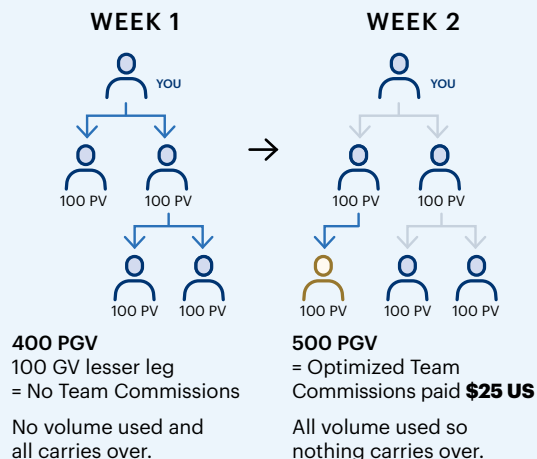 WEEK 1
YOU
100 PV
100 PV
100 PV
100 PV
400 PGV
100 GV lesser leg
= No Team Commissions
No volume used and
all carries over.
WEEK 2
YOU
100 PV
100 PV
100 PV
100 PV
100 PV
500 PGV
= Optimized Team
Commissions paid $25 US
All volume used so
nothing carries over.